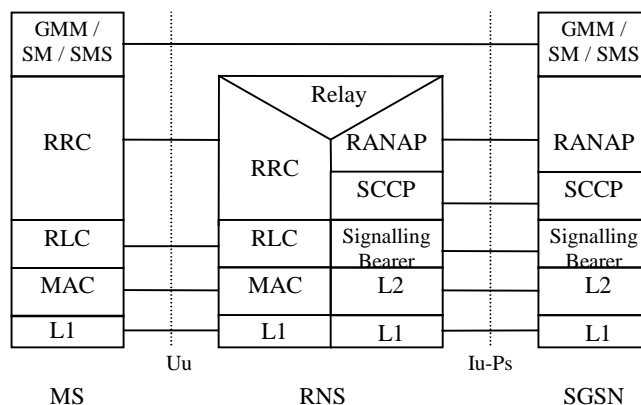 GMM /
SM / SMS
GMM /
SM / SMS
Relay
RRC
RRC
RANAP
RANAP
SCCP
SCCP
RLC
RLC
Signalling
Bearer
Signalling
Bearer
MAC
MAC
L2
L2
L1
L1
L1
L1
Uu
Iu-Ps
MS
RNS
SGSN